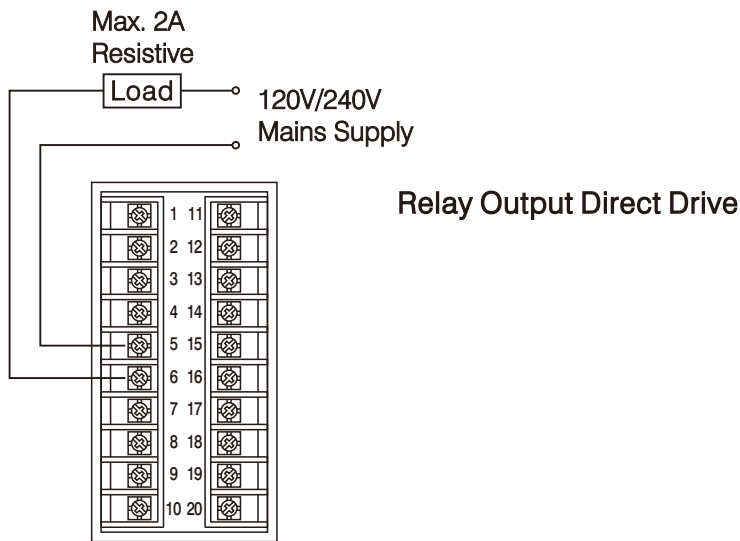 Max. 2A
Resistive
Load
120V/240V
Mains Supply
Relay Output Direct Drive
1 11
2 12
3 13
4 14
5 15
6 16
7 17
8 18
9 19
10 20